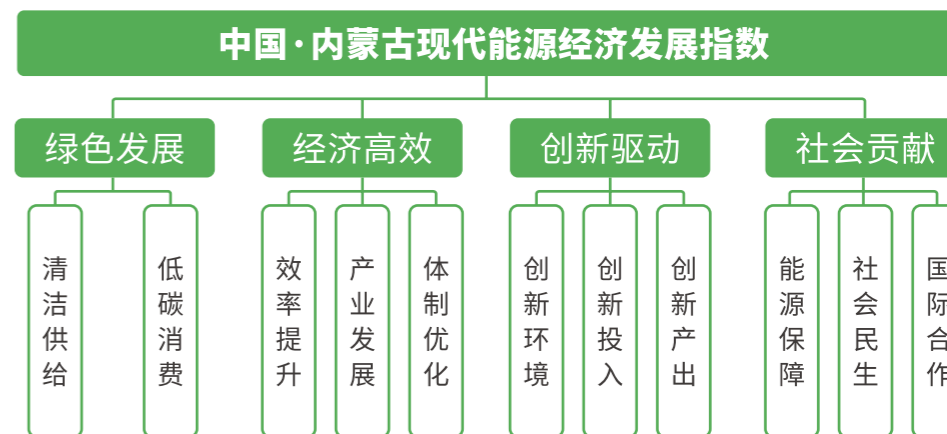 中国·内蒙古现代能源经济发展指数
绿色发展
经济高效
创新驱动
社会贡献
清洁供给
低碳消费
效率提升
产业发展
体制优化
创新环境
创新投入
创新产出
能源保障
社会民生
国际合作